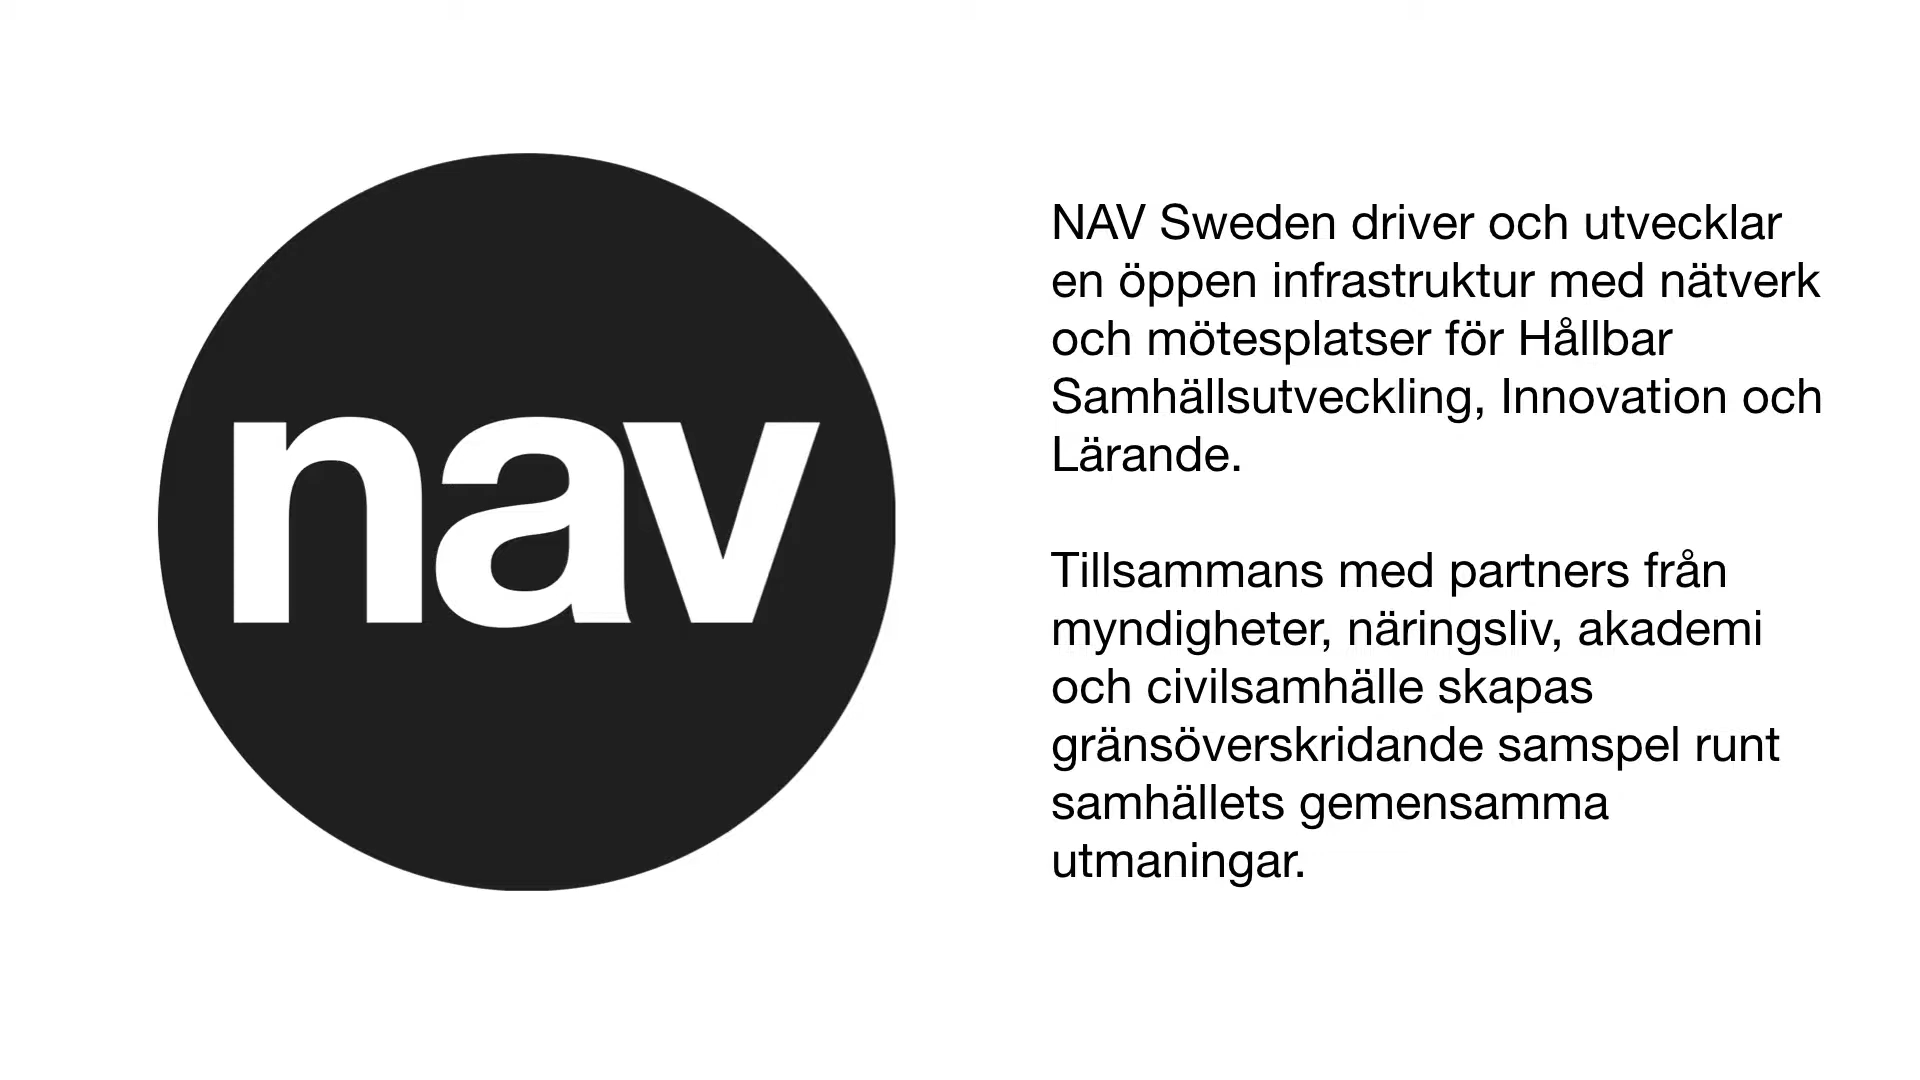 nav
NAV Sweden driver och utvecklar
en öppen infrastruktur med nätverk
och mötesplatser för Hållbar
Samhällsutveckling, Innovation och
Lärande.
Tillsammans med partners från
myndigheter, näringsliv, akademi
och civilsamhälle skapas
gränsöverskridande samspel runt
samhällets gemensamma
utmaningar.